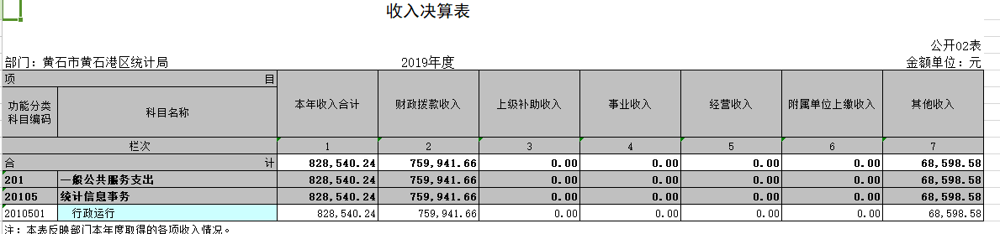 收入决算表
公开02表
部门：黄石市黄石港区统计局 2019年度 金额单位：元
项 目 本年收入合计 财政拨款收入 上级补助收入 事业收入 经营收入 附属单位上缴收入 其他收入
功能分类科目编码 科目名称
栏次 1 2 3 4 5 6 7
合 计 828,540.24 759,941.66 0.00 0.00 0.00 0.00 68,598.58
201 一般公共服务支出 828,540.24 759,941.66 0.00 0.00 0.00 0.00 68,598.58
20105 统计信息事务 828,540.24 759,941.66 0.00 0.00 0.00 0.00 68,598.58
2010501 行政运行 828,540.24 759,941.66 0.00 0.00 0.00 0.00 68,598.58
注：本表反映部门本年度取得的各项收入情况。